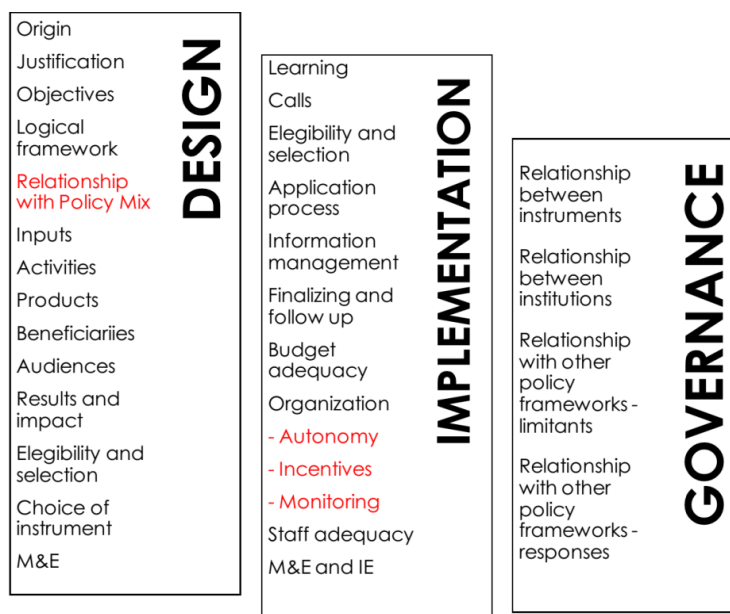 Origin
Justification
Objectives
Logical
framework
Relationship
with Policy Mix
Inputs
Activities
Products
Beneficiariies
Audiences
Results and
impact
Elegibility and
selection
Choice of
instrument
M&E
DESIGN
Learning
Calls
Elegibility and
selection
Application
process
Information
management
Finalizing and
follow up
Budget
adequacy
Organization
- Autonomy
- Incentives
- Monitoring
Staff adequacy
M&E and IE
IMPLEMENTATION
Relationship
between
instruments
Relationship
between
institutions
Relationship
with other
policy
frameworks -
limitants
Relationship
with other
policy
frameworks -
responses
GOVERNANCE